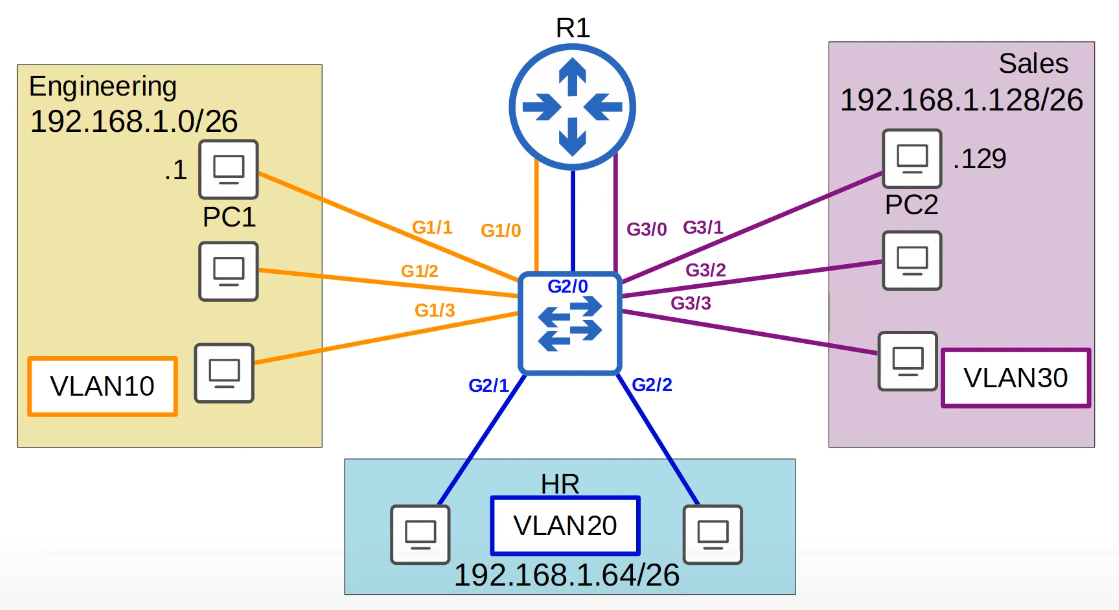 R1
Engineering
192.168.1.0/26
.1
PC1
VLAN10
Sales
192.168.1.128/26
.129
PC2
VLAN30
G1/0
G1/1
G1/2
G1/3
G2/0
G3/0
G3/1
G3/2
G3/3
G2/1
G2/2
HR
VLAN20
192.168.1.64/26